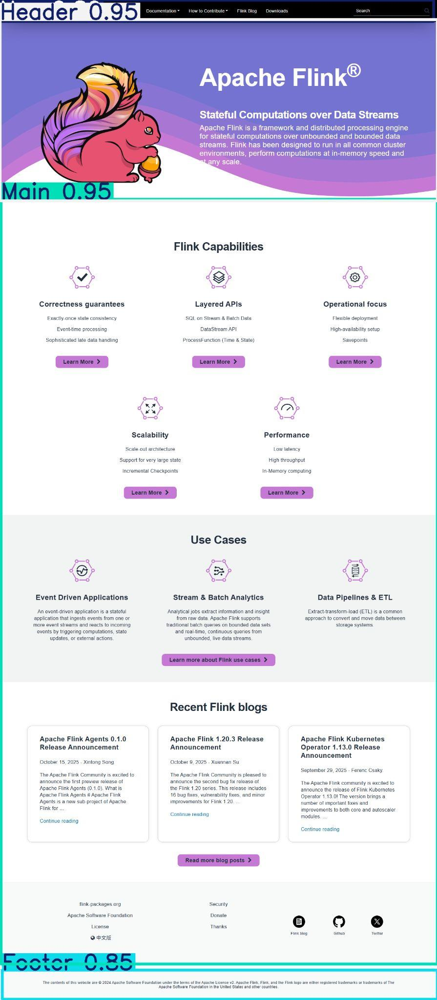 Header 0.95
Documentation
How to Contribute
Flink Blog
Downloads
Search
Apache Flink®
Stateful Computations over Data Streams
Apache Flink is a framework and distributed processing engine
for stateful computations over unbounded and bounded data
streams. Flink has been designed to run in all common cluster
environments, perform computations at in-memory speed and
at any scale.
Main 0.95
Flink Capabilities
Correctness guarantees
Exactly-once state consistency
Event-time processing
Sophisticated late data handling
Learn More
Layered APIs
SQL on Stream & Batch Data
DataStream API
ProcessFunction (Time & State)
Learn More
Operational focus
Flexible deployment
High-availability setup
Savepoints
Learn More
Scalability
Scale-out architecture
Support for very large state
Incremental Checkpoints
Learn More
Performance
Low latency
High throughput
In-Memory computing
Learn More
Use Cases
Event Driven Applications
An event-driven application is a stateful
application that ingests events from one or
more event streams and reacts to incoming
events by triggering computations, state
updates, or external actions.
Stream & Batch Analytics
Analytical jobs extract information and insight
from raw data. Apache Flink supports
traditional batch queries on bounded data sets
and real-time, continuous queries from
unbounded, live data streams.
Data Pipelines & ETL
Extract-transform-load (ETL) is a common
approach to convert and move data between
storage systems.
Learn more about Flink use cases
Recent Flink blogs
Apache Flink Agents 0.1.0
Release Announcement
October 15, 2025 - Xintong Song.
The Apache Flink Community is excited to
announce the first preview release of
Apache Flink Agents (0.1.0). What is
Apache Flink Agents # Apache Flink
Agents is a new sub-project of Apache
Flink for ...
Continue reading
Apache Flink 1.20.3 Release
Announcement
October 9, 2025 - Xuannan Su.
The Apache Flink Community is pleased to
announce the second bug fix release of
the Flink 1.20 series. This release includes
16 bug fixes, vulnerability fixes, and minor
improvements for Flink 1.20. ...
Continue reading
Apache Flink Kubernetes
Operator 1.13.0 Release
Announcement
September 29, 2025 - Ferenc Csaky.
The Apache Flink community is excited to
announce the release of Flink Kubernetes
Operator 1.13.0! The version brings a
number of important fixes and
improvements to both core and autoscaler
modules. ...
Continue reading
Read more blog posts
flink-packages.org
Apache Software Foundation
License
中文版
Security
Donate
Thanks
Flink blog
Github
Twitter
Footer 0.85
The contents of this website are © 2024 Apache Software Foundation under the terms of the Apache License v2. Apache Flink, Flink, and the Flink logo are either registered trademarks or trademarks of The
Apache Software Foundation in the United States and other countries.